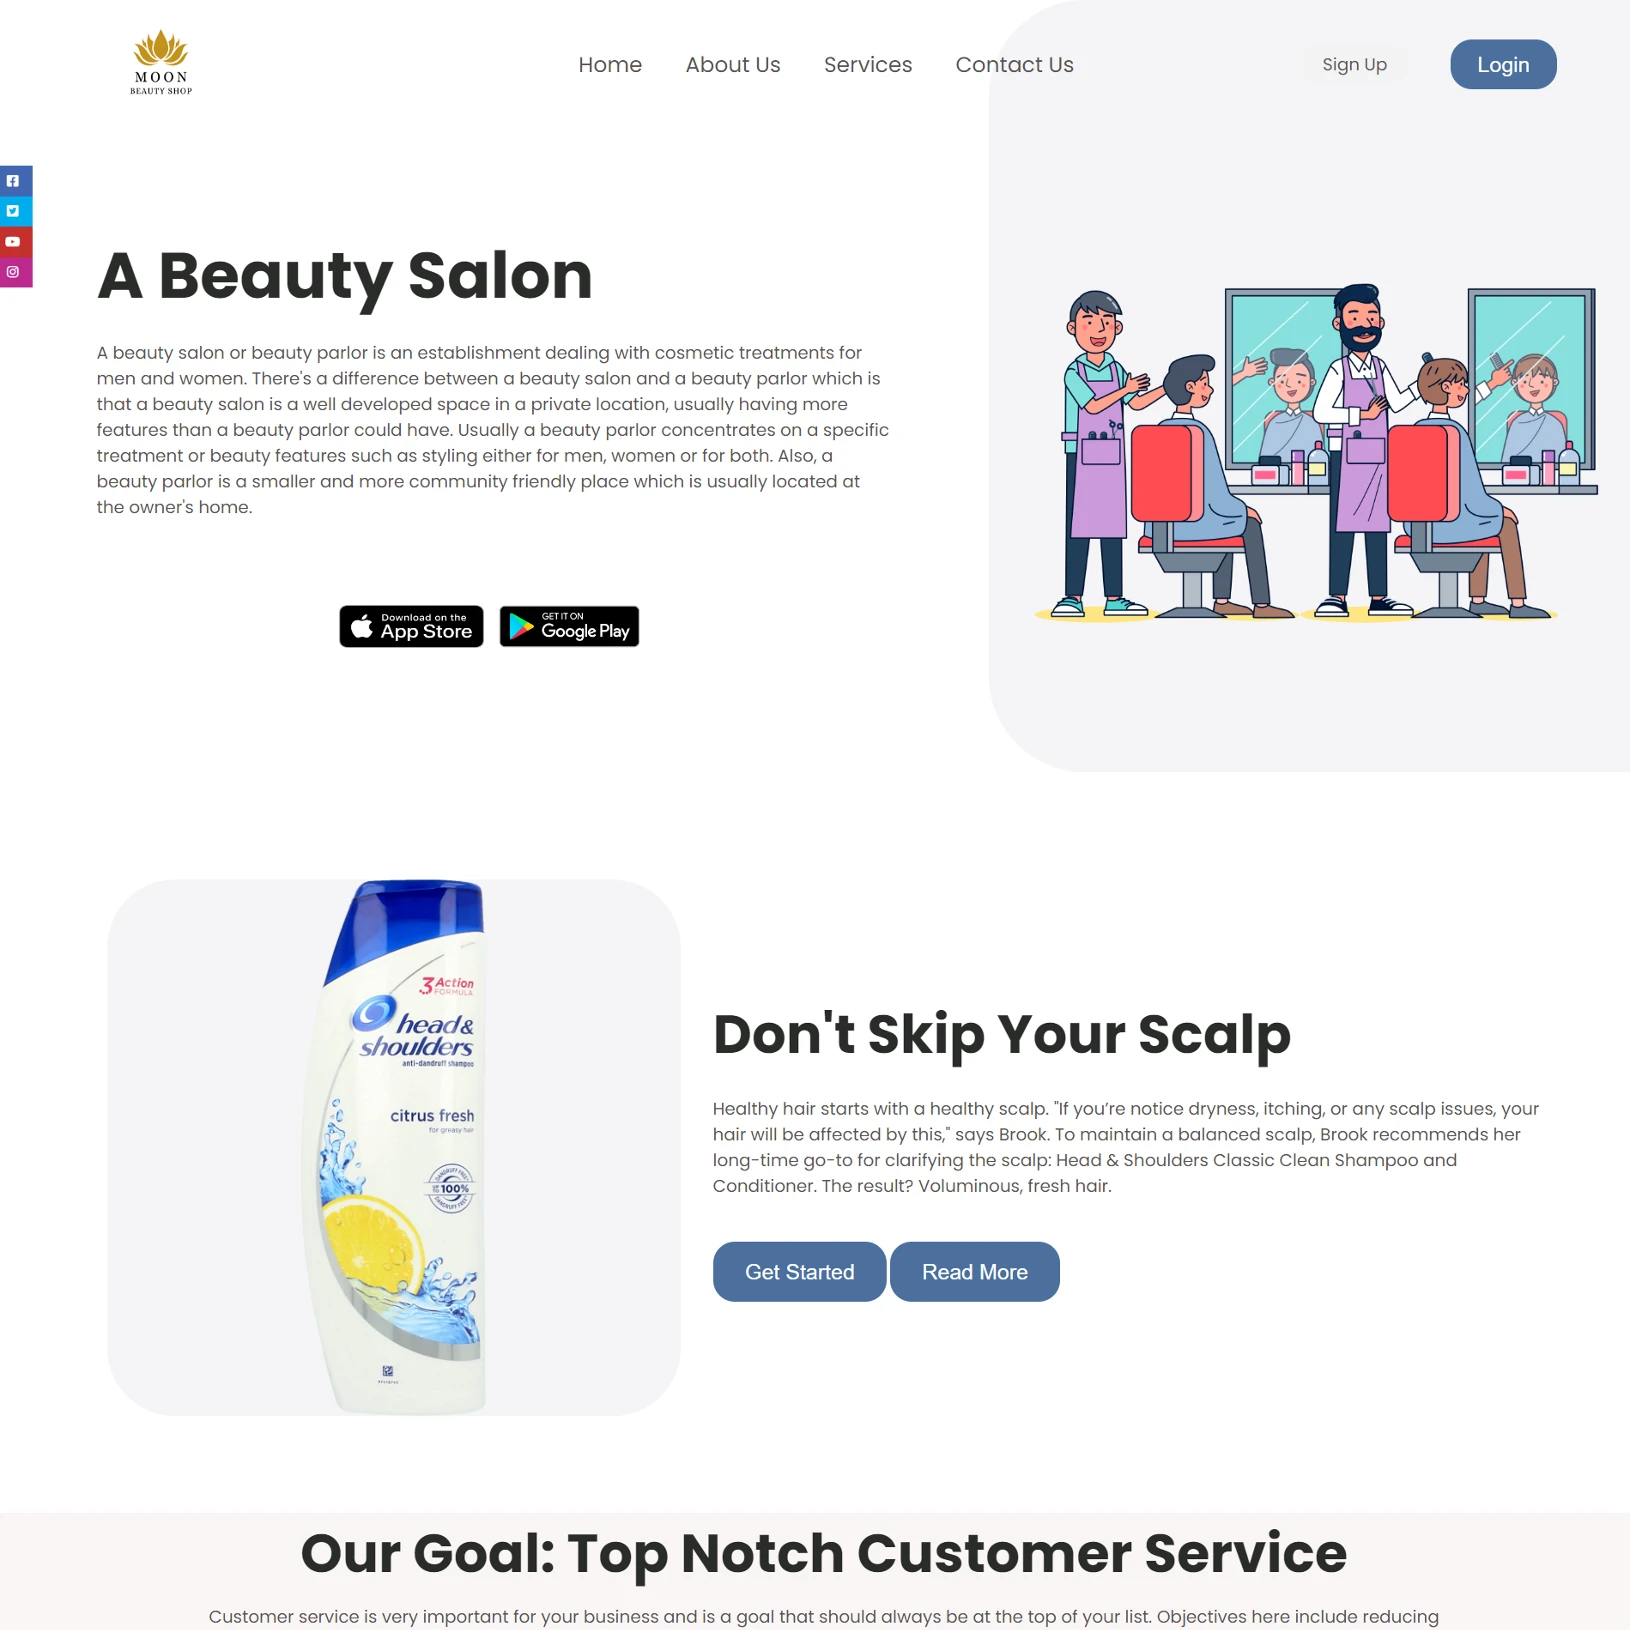 MOON
BEAUTY SHOP
Home
About Us
Services
Contact Us
Sign Up
Login
A Beauty Salon
A beauty salon or beauty parlor is an establishment dealing with cosmetic treatments for
men and women. There's a difference between a beauty salon and a beauty parlor which is
that a beauty salon is a well developed space in a private location, usually having more
features than a beauty parlor could have. Usually a beauty parlor concentrates on a specific
treatment or beauty features such as styling either for men, women or for both. Also, a
beauty parlor is a smaller and more community friendly place which is usually located at
the owner's home.
Download on the
App Store
GET IT ON
Google Play
3 Action
FORMULA
head&
shoulders
anti-dandruff shampoo
citrus fresh
for greasy hair
DANDRUFF FREE
UP TO 100%
DANDRUFF FREE
Don't Skip Your Scalp
Healthy hair starts with a healthy scalp. "If you’re notice dryness, itching, or any scalp issues, your
hair will be affected by this," says Brook. To maintain a balanced scalp, Brook recommends her
long-time go-to for clarifying the scalp: Head & Shoulders Classic Clean Shampoo and
Conditioner. The result? Voluminous, fresh hair.
Get Started
Read More
Our Goal: Top Notch Customer Service
Customer service is very important for your business and is a goal that should always be at the top of your list. Objectives here include reducing